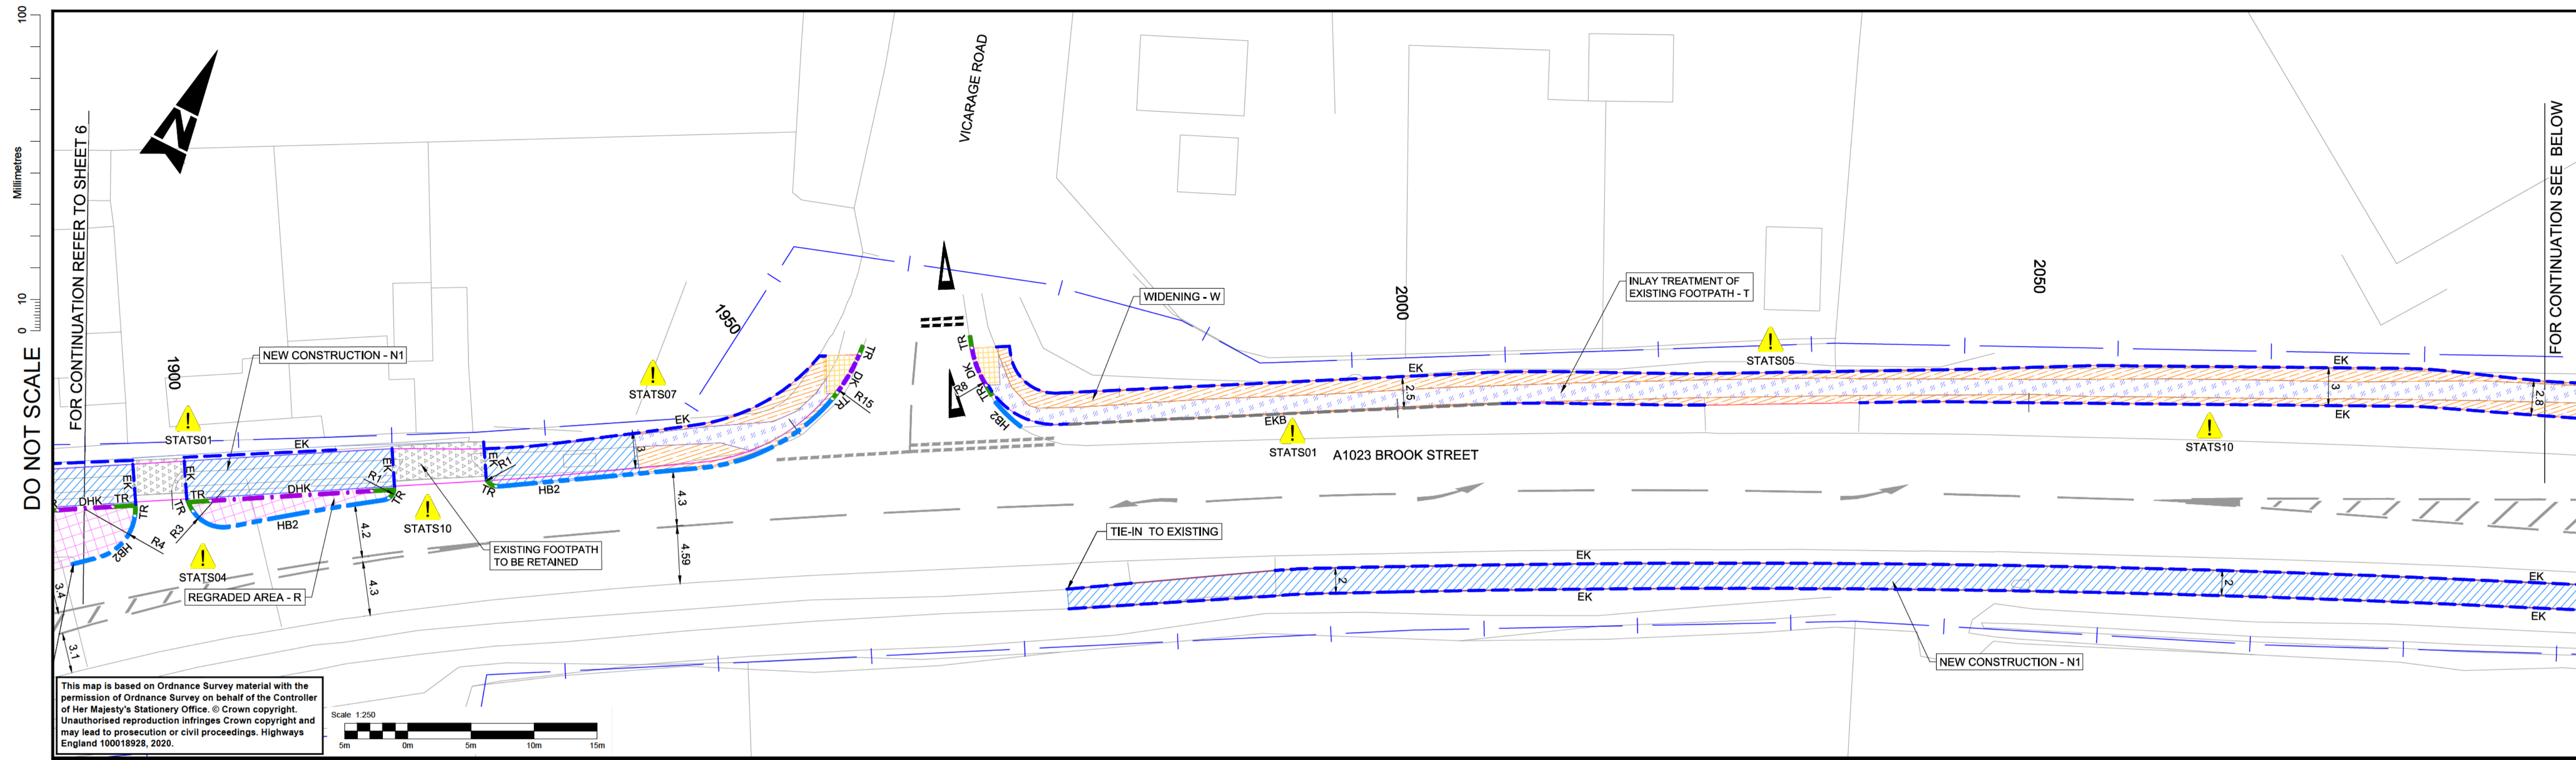 100
Millimetres
10
0
DO NOT SCALE
FOR CONTINUATION REFER TO SHEET 6
N
VICARAGE ROAD
FOR CONTINUATION SEE BELOW
1900
1950
2000
2050
NEW CONSTRUCTION - N1
WIDENING - W
INLAY TREATMENT OF
EXISTING FOOTPATH - T
STATS01
STATS07
STATS05
STATS01
STATS10
STATS10
STATS04
A1023 BROOK STREET
EK
EK
EK
EK
EK
EK
EK
EK
EK
EKB
EK
EK
EK
EK
EK
DHK
TR
TR
TR
TR
DHK
R1
TR
R3
R4
HB2
HB2
R1
TR
HB2
TR
DK
TR
R15
TR
DK
R8
TR
HB2
3
2.5
3
2.8
4.3
4.59
4.2
4.3
3.4
3.1
2
2
EXISTING FOOTPATH
TO BE RETAINED
REGRADED AREA - R
TIE-IN TO EXISTING
NEW CONSTRUCTION - N1
This map is based on Ordnance Survey material with the
permission of Ordnance Survey on behalf of the Controller
of Her Majesty's Stationery Office. © Crown copyright.
Unauthorised reproduction infringes Crown copyright and
may lead to prosecution or civil proceedings. Highways
England 100018928, 2020.
Scale 1:250
5m 0m 5m 10m 15m